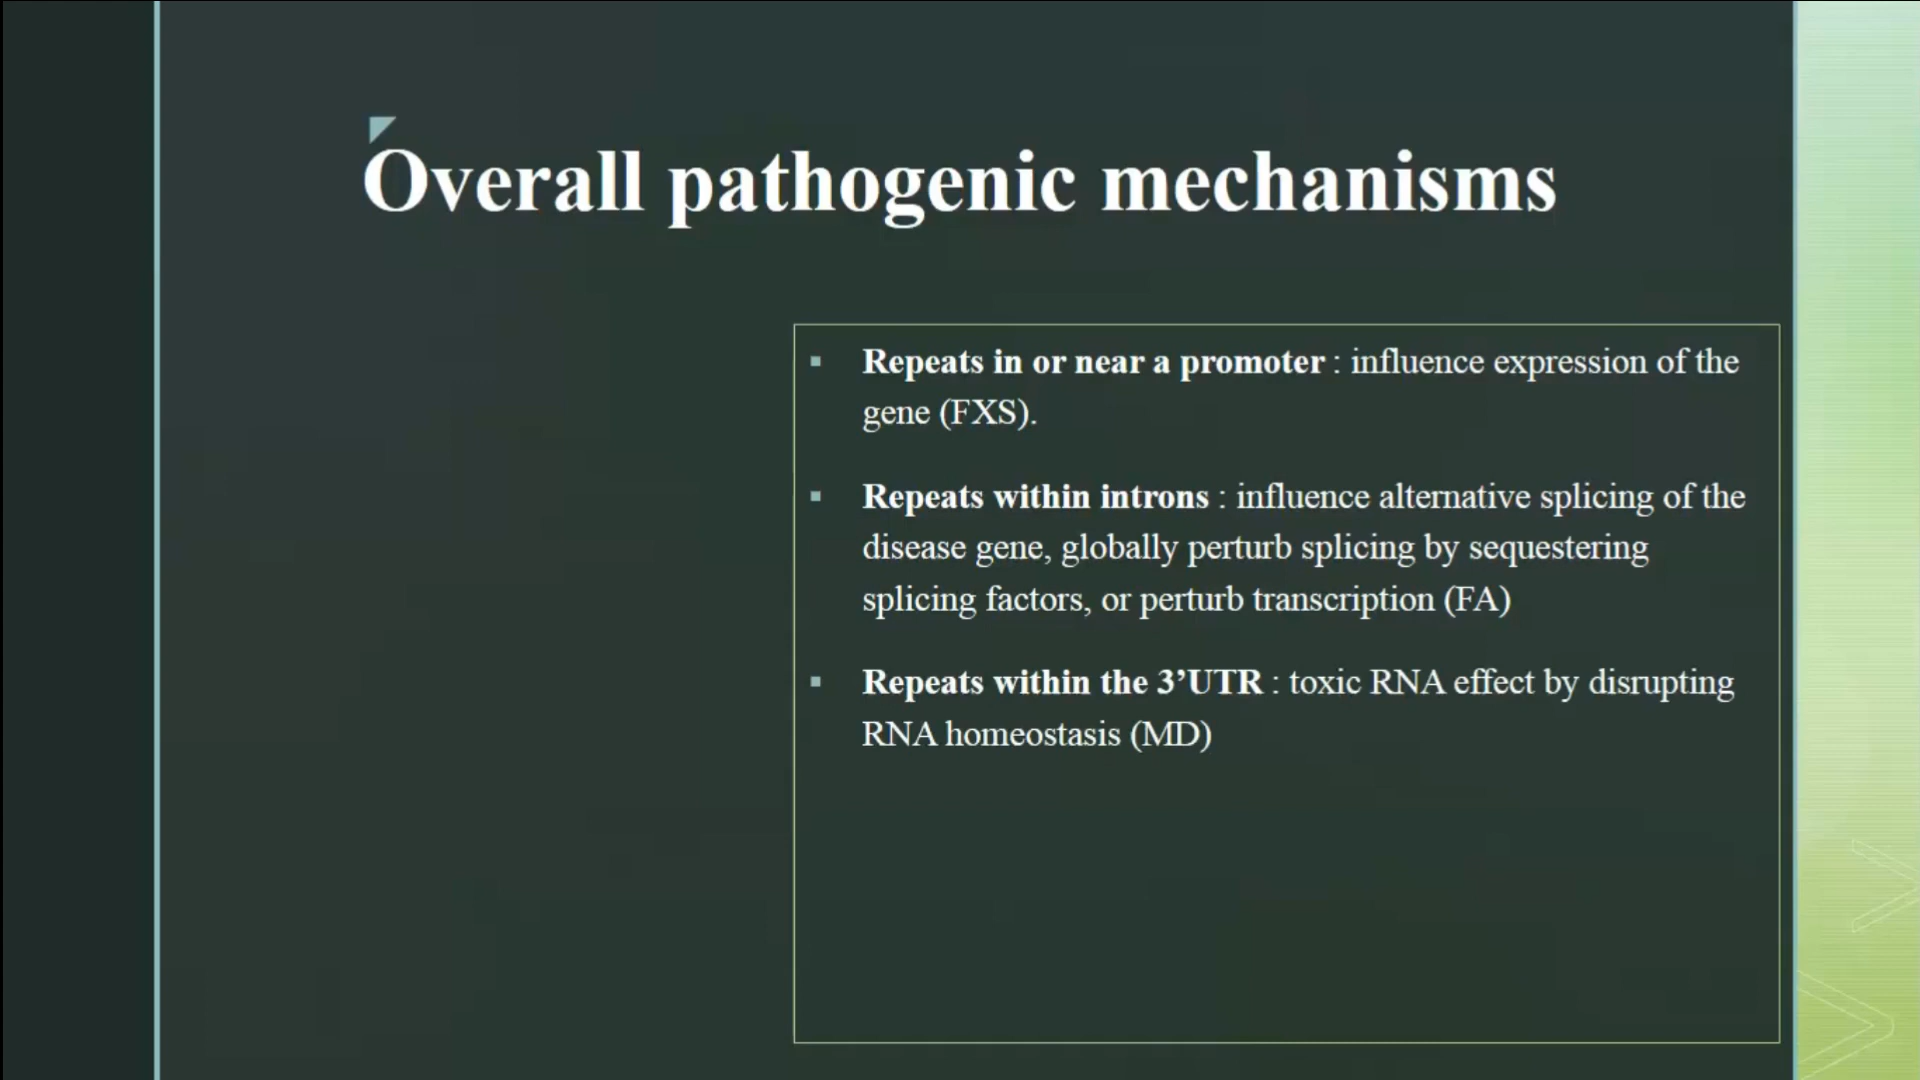 Overall pathogenic mechanisms
▪ Repeats in or near a promoter : influence expression of the
gene (FXS).
▪ Repeats within introns : influence alternative splicing of the
disease gene, globally perturb splicing by sequestering
splicing factors, or perturb transcription (FA)
▪ Repeats within the 3’UTR : toxic RNA effect by disrupting
RNA homeostasis (MD)